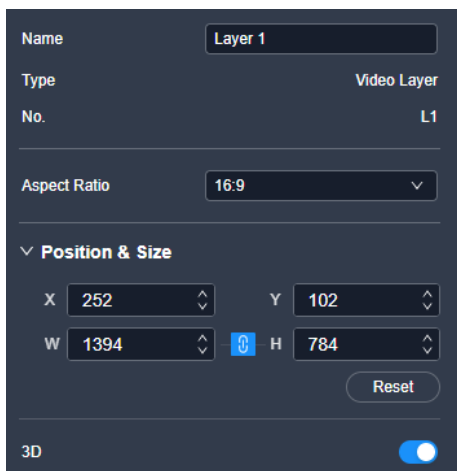 Name Layer 1
Type Video Layer
No. L1
Aspect Ratio 16:9
Position & Size
X 252 Y 102
W 1394 H 784
Reset
3D